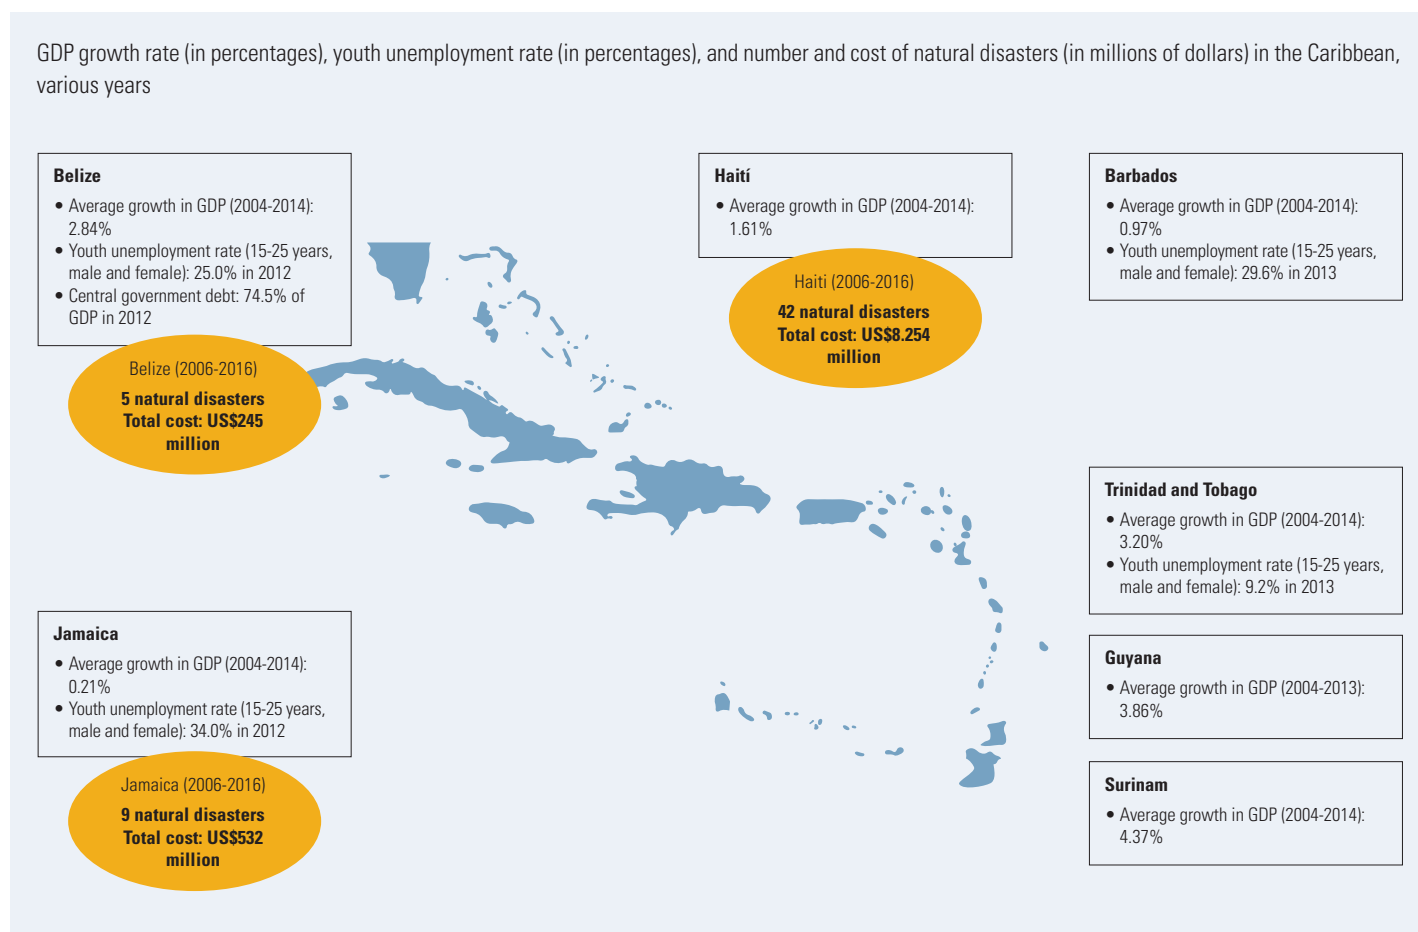 GDP growth rate (in percentages), youth unemployment rate (in percentages), and number and cost of natural disasters (in millions of dollars) in the Caribbean,
various years
Belize
• Average growth in GDP (2004-2014):
2.84%
• Youth unemployment rate (15-25 years,
male and female): 25.0% in 2012
• Central government debt: 74.5% of
GDP in 2012
Belize (2006-2016)
5 natural disasters
Total cost: US$245
million
Haití
• Average growth in GDP (2004-2014):
1.61%
Haiti (2006-2016)
42 natural disasters
Total cost: US$8.254
million
Barbados
• Average growth in GDP (2004-2014):
0.97%
• Youth unemployment rate (15-25 years,
male and female): 29.6% in 2013
Trinidad and Tobago
• Average growth in GDP (2004-2014):
3.20%
• Youth unemployment rate (15-25 years,
male and female): 9.2% in 2013
Jamaica
• Average growth in GDP (2004-2014):
0.21%
• Youth unemployment rate (15-25 years,
male and female): 34.0% in 2012
Jamaica (2006-2016)
9 natural disasters
Total cost: US$532
million
Guyana
• Average growth in GDP (2004-2013):
3.86%
Surinam
• Average growth in GDP (2004-2014):
4.37%